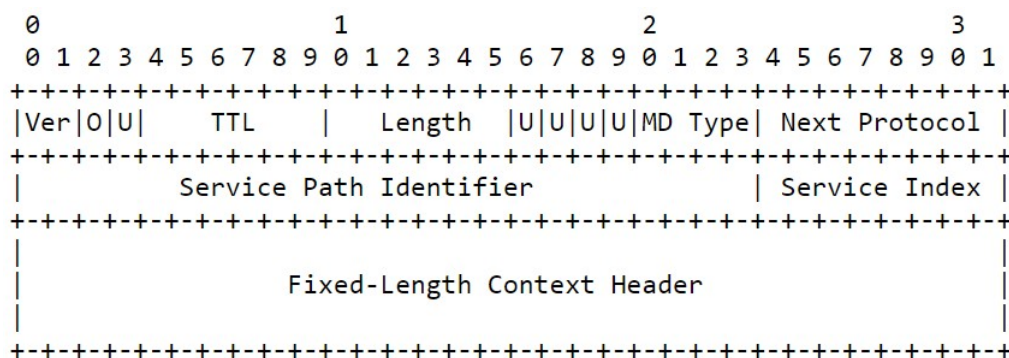 0                   1                   2                   3
 0 1 2 3 4 5 6 7 8 9 0 1 2 3 4 5 6 7 8 9 0 1 2 3 4 5 6 7 8 9 0 1
+-+-+-+-+-+-+-+-+-+-+-+-+-+-+-+-+-+-+-+-+-+-+-+-+-+-+-+-+-+-+-+-+
|Ver|O|U|    TTL    |   Length  |U|U|U|U|MD Type| Next Protocol |
+-+-+-+-+-+-+-+-+-+-+-+-+-+-+-+-+-+-+-+-+-+-+-+-+-+-+-+-+-+-+-+-+
|          Service Path Identifier              | Service Index |
+-+-+-+-+-+-+-+-+-+-+-+-+-+-+-+-+-+-+-+-+-+-+-+-+-+-+-+-+-+-+-+-+
|                                                               |
|                 Fixed-Length Context Header                   |
|                                                               |
+-+-+-+-+-+-+-+-+-+-+-+-+-+-+-+-+-+-+-+-+-+-+-+-+-+-+-+-+-+-+-+-+